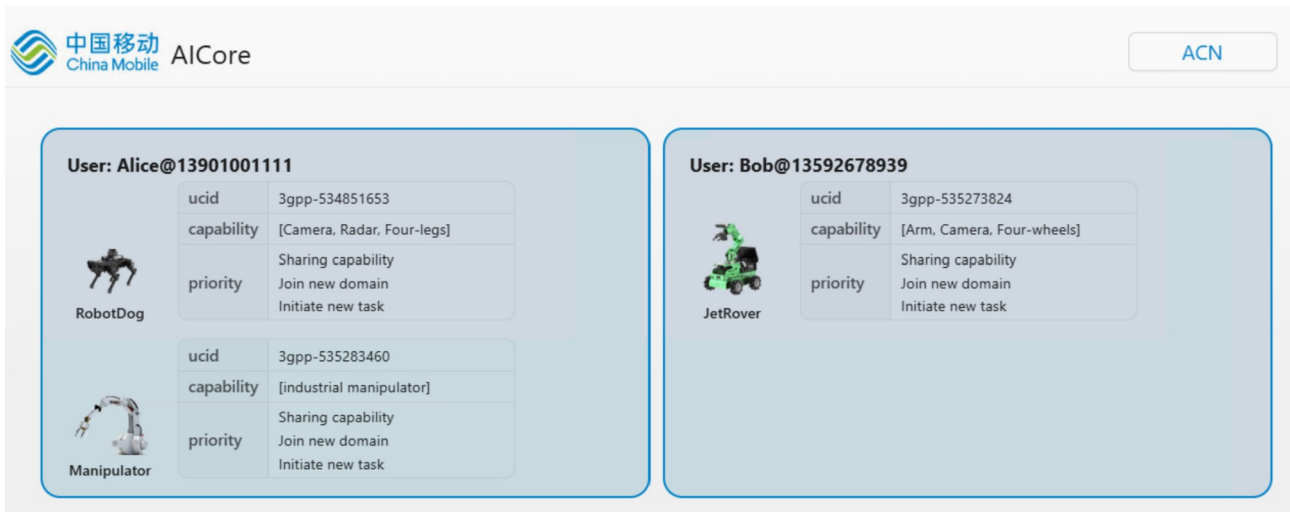 中国移动
China Mobile
AICore
ACN
User: Alice@13901001111
ucid 3gpp-534851653
capability [Camera, Radar, Four-legs]
priority
Sharing capability
Join new domain
Initiate new task
RobotDog
ucid 3gpp-535283460
capability [industrial manipulator]
priority
Sharing capability
Join new domain
Initiate new task
Manipulator
User: Bob@13592678939
ucid 3gpp-535273824
capability [Arm, Camera, Four-wheels]
priority
Sharing capability
Join new domain
Initiate new task
JetRover